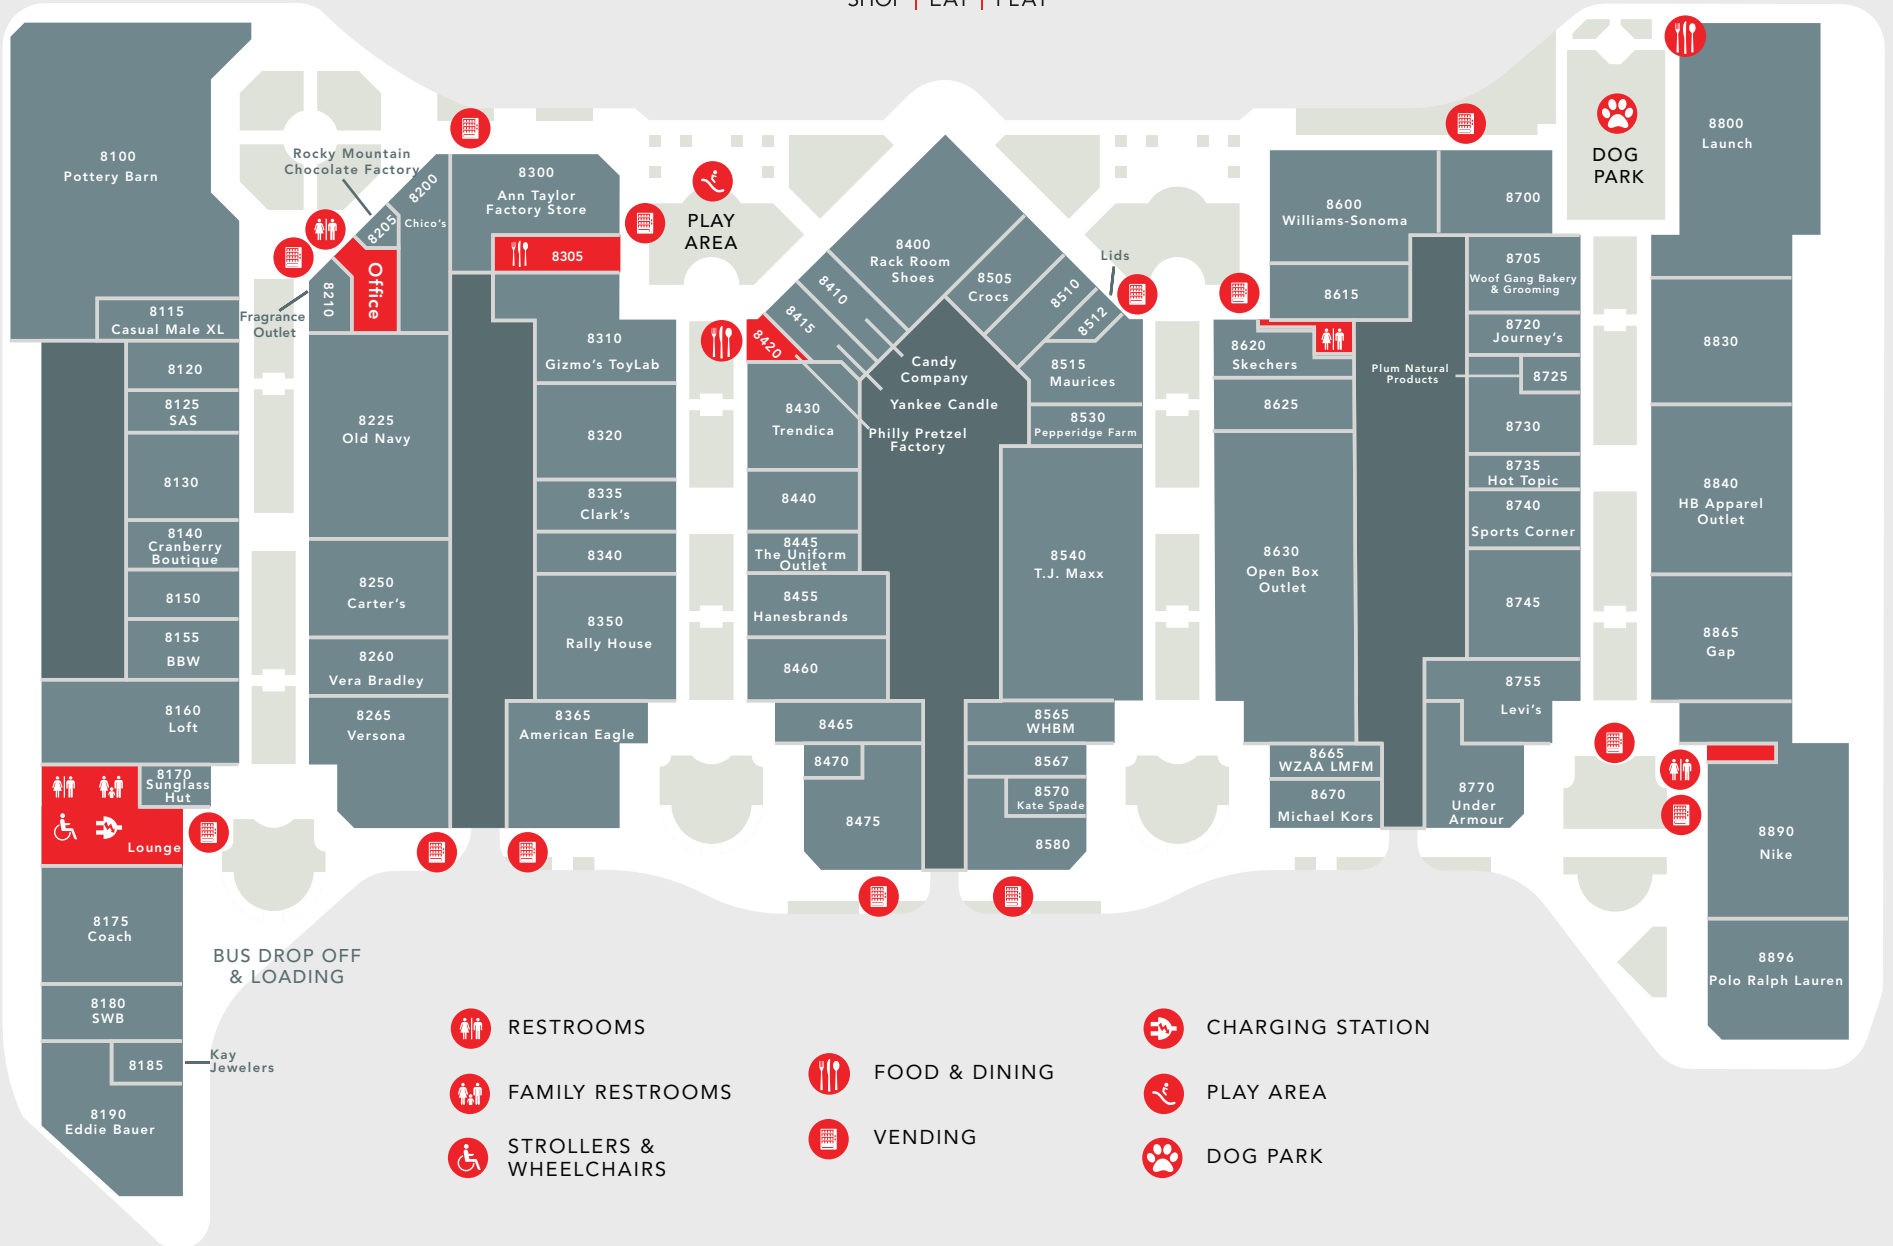 SHOP | EAT | PLAY
8100
Pottery Barn
8115
Casual Male XL
8120
8125
SAS
8130
8140
Cranberry
Boutique
8150
8155
BBW
8160
Loft
8170
Sunglass
Hut
Lounge
8175
Coach
8180
SWB
8185
Kay
Jewelers
8190
Eddie Bauer
BUS DROP OFF
& LOADING
Rocky Mountain
Chocolate Factory
8200
Chico's
8205
Office
8210
Fragrance
Outlet
8225
Old Navy
8250
Carter's
8260
Vera Bradley
8265
Versona
8300
Ann Taylor
Factory Store
8305
8310
Gizmo's ToyLab
8320
8335
Clark's
8340
8350
Rally House
8365
American Eagle
PLAY
AREA
8400
Rack Room
Shoes
8410
8415
8420
Candy
Company
Yankee Candle
Philly Pretzel
Factory
8430
Trendica
8440
8445
The Uniform
Outlet
8455
Hanesbrands
8460
8465
8470
8475
8505
Crocs
8510
8512
Lids
8515
Maurices
8530
Pepperidge Farm
8540
T.J. Maxx
8565
WHBM
8567
8570
Kate Spade
8580
8600
Williams-Sonoma
8615
8620
Skechers
8625
8630
Open Box
Outlet
8665
WZAA LMFM
8670
Michael Kors
8700
8705
Woof Gang Bakery
& Grooming
8720
Journey's
Plum Natural
Products
8725
8730
8735
Hot Topic
8740
Sports Corner
8745
8755
Levi's
8770
Under
Armour
DOG
PARK
8800
Launch
8830
8840
HB Apparel
Outlet
8865
Gap
8890
Nike
8896
Polo Ralph Lauren
RESTROOMS
FAMILY RESTROOMS
STROLLERS &
WHEELCHAIRS
FOOD & DINING
VENDING
CHARGING STATION
PLAY AREA
DOG PARK